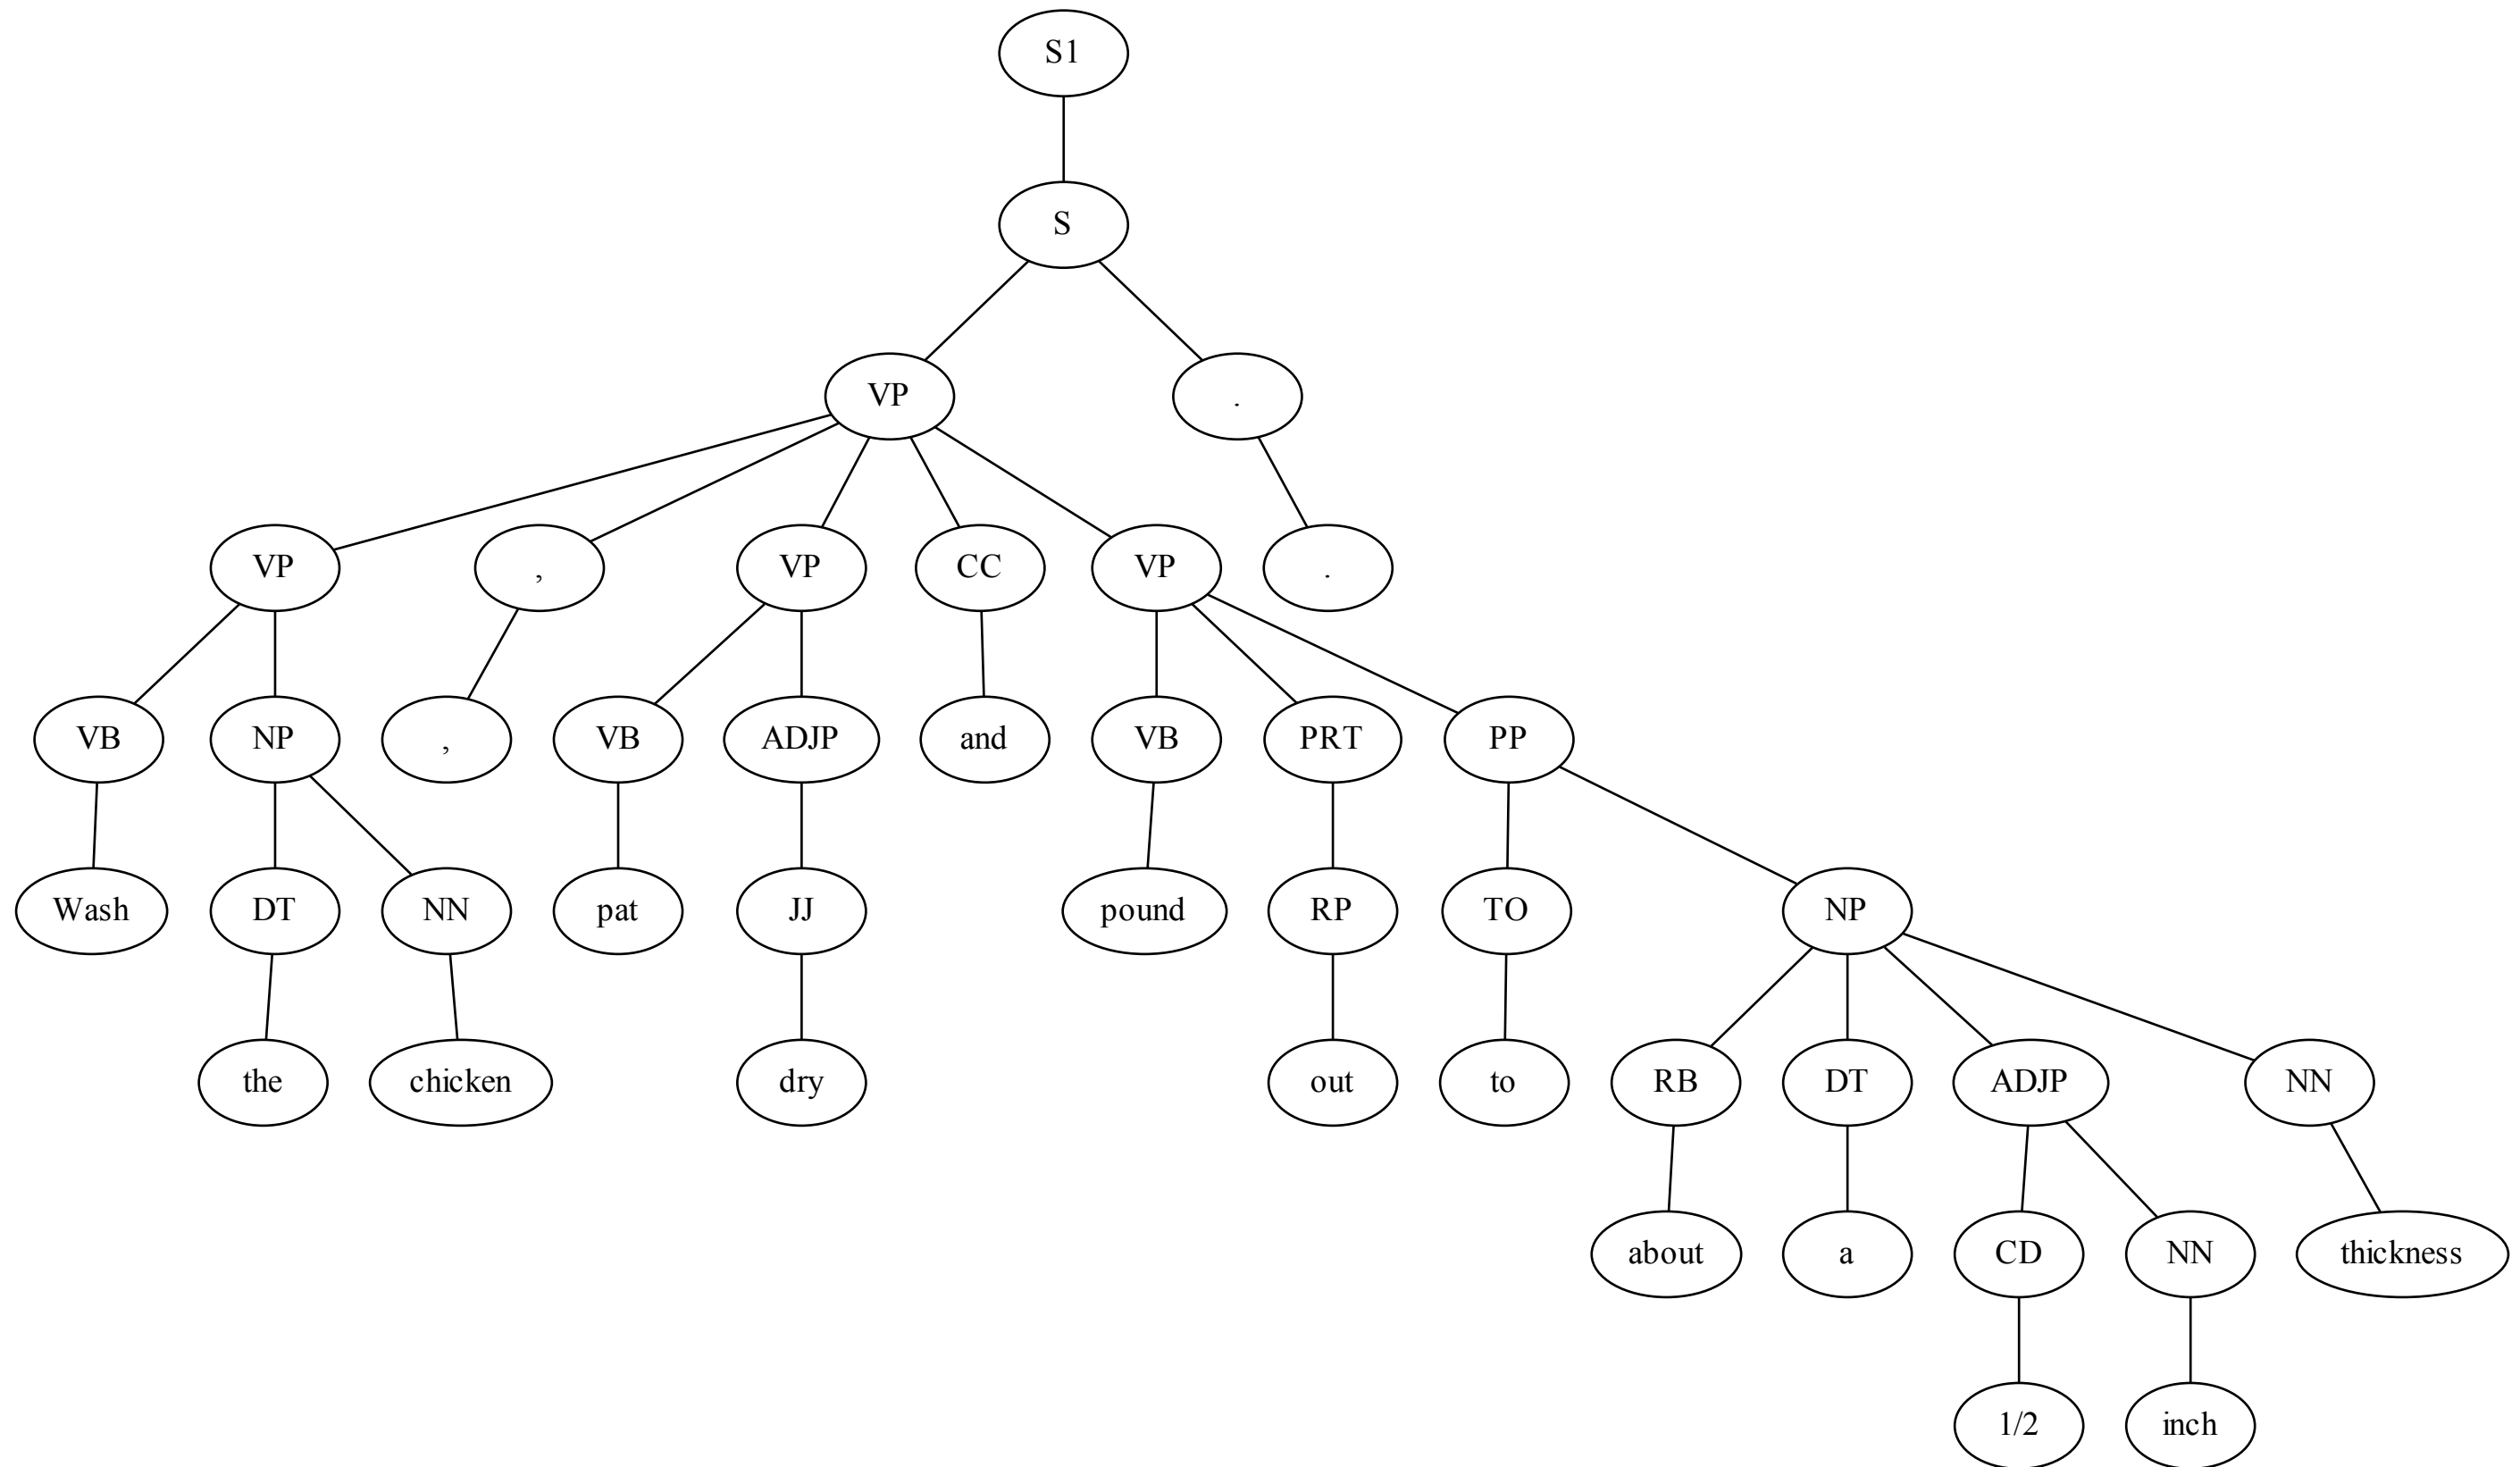 S1
S
VP .
VP , VP CC VP .
VB NP , VB ADJP and VB PRT PP
Wash DT NN pat JJ pound RP TO NP
the chicken dry out to RB DT ADJP NN
about a CD NN thickness
1/2 inch